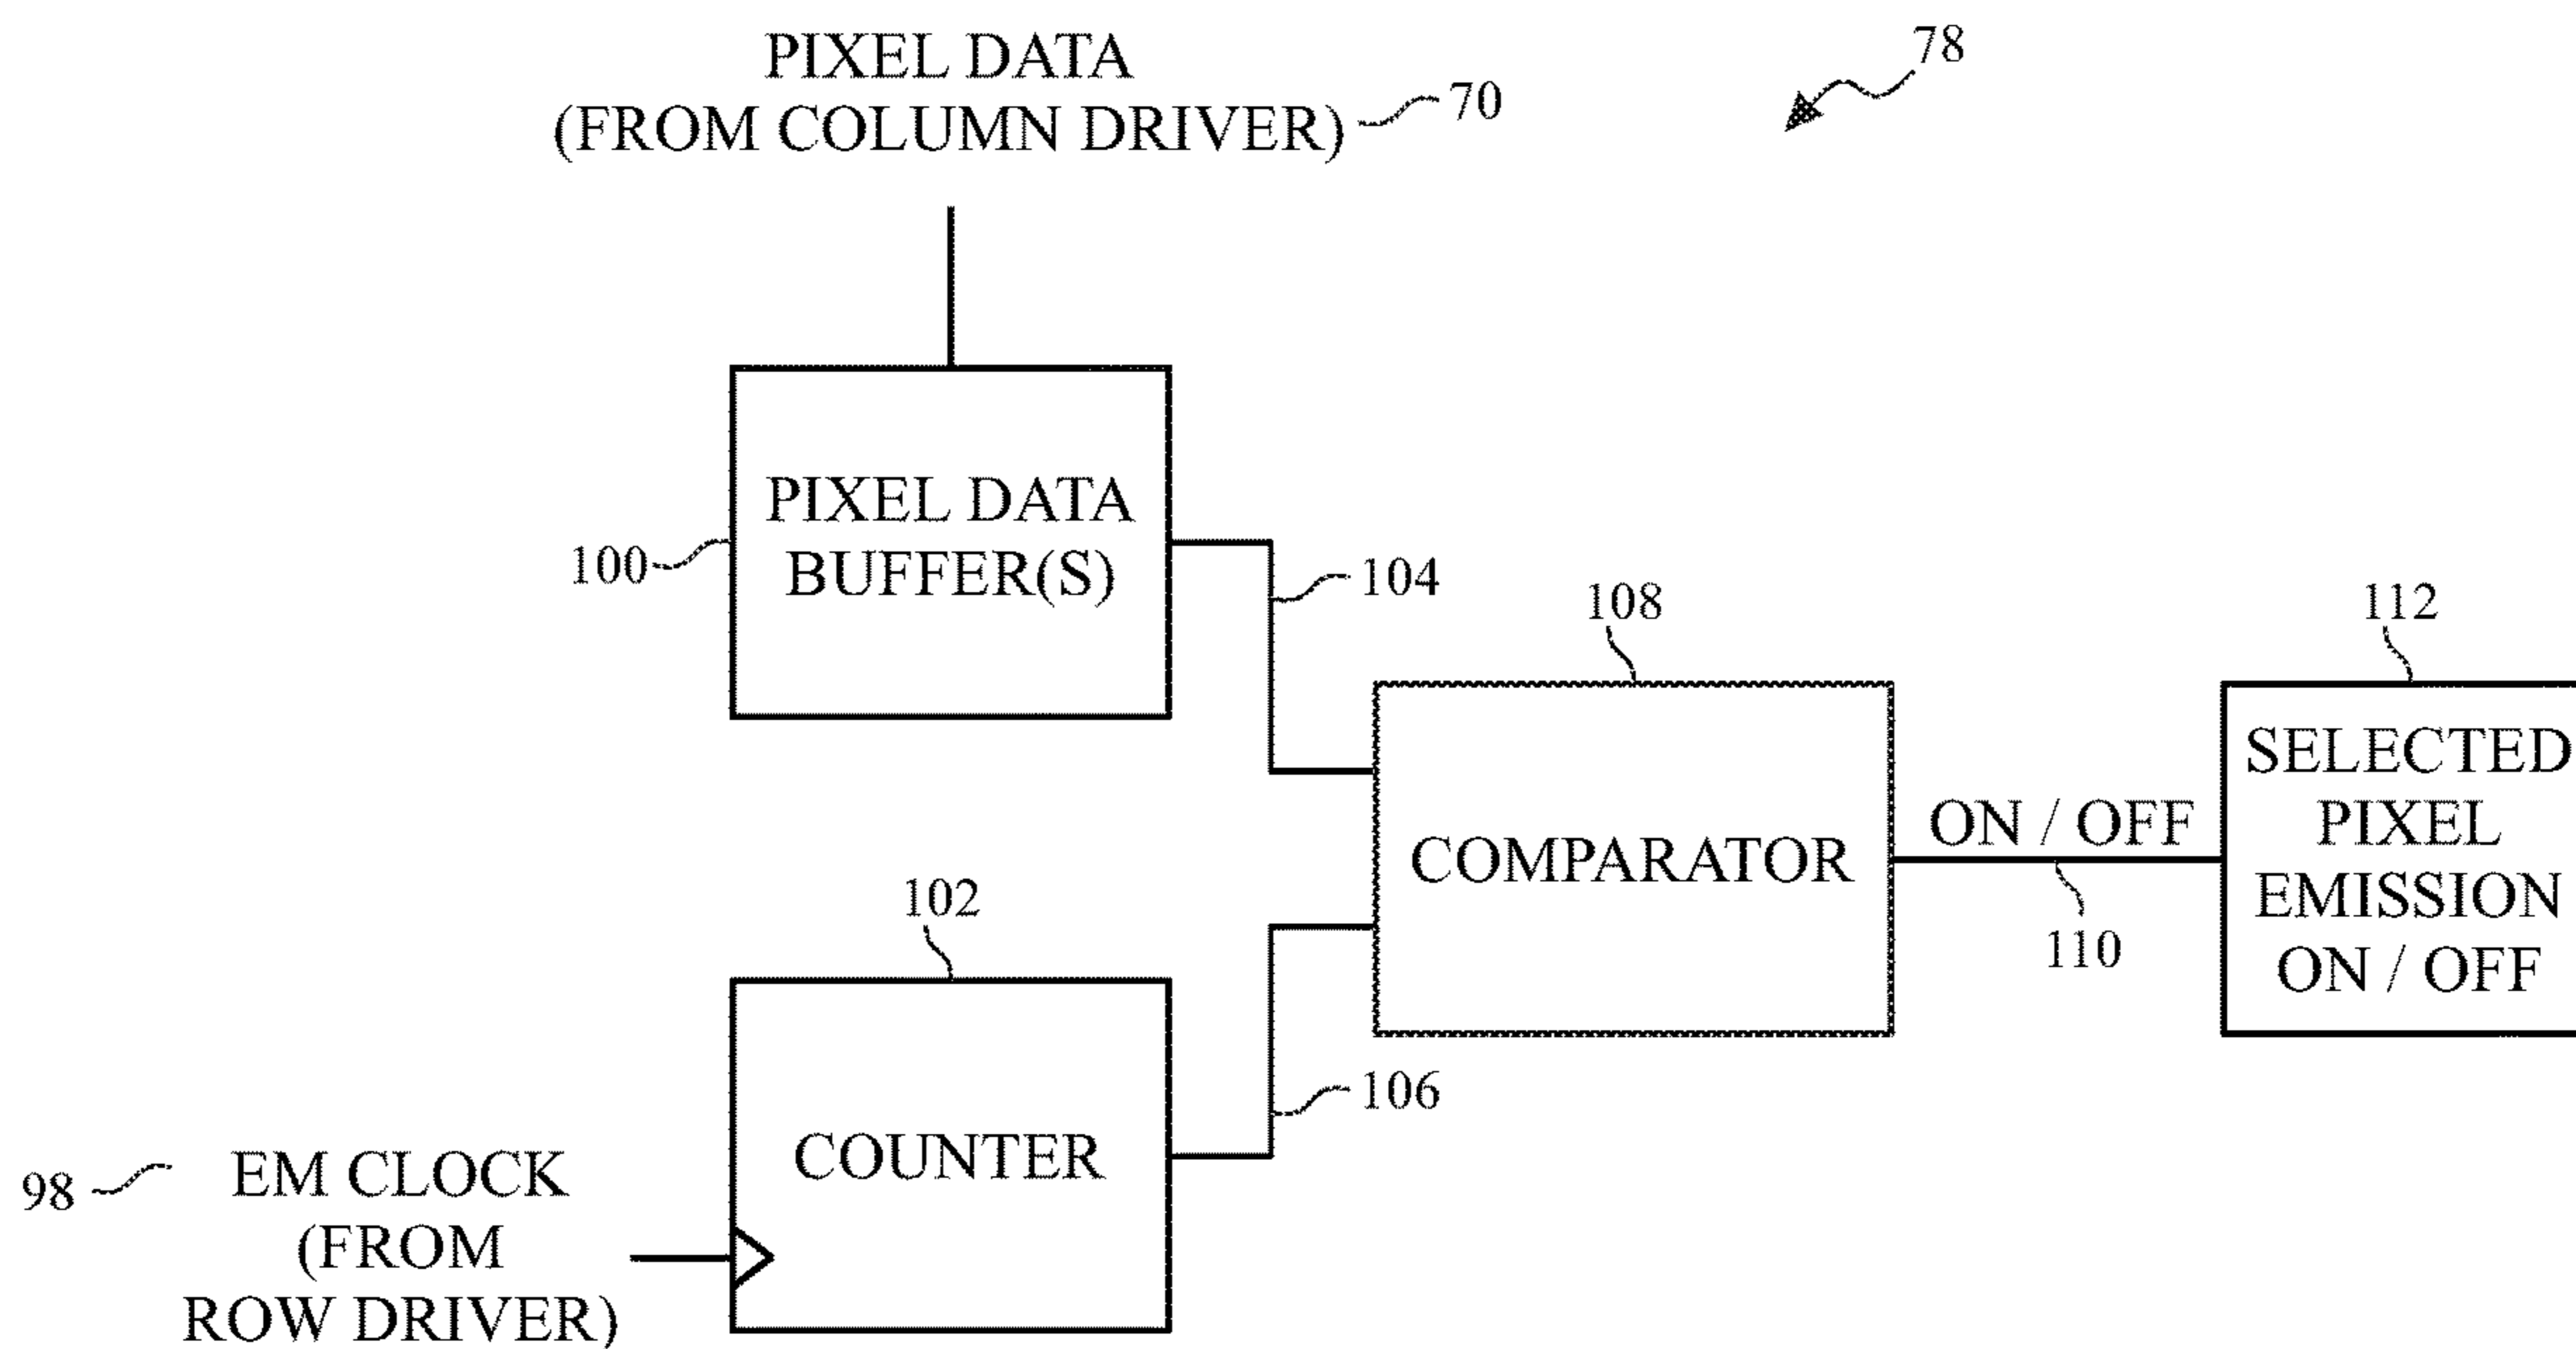 PIXEL DATA
(FROM COLUMN DRIVER)
70
78
PIXEL DATA
BUFFER(S)
100
104
108
112
COMPARATOR
ON / OFF
110
SELECTED
PIXEL
EMISSION
ON / OFF
102
COUNTER
106
98
EM CLOCK
(FROM
ROW DRIVER)